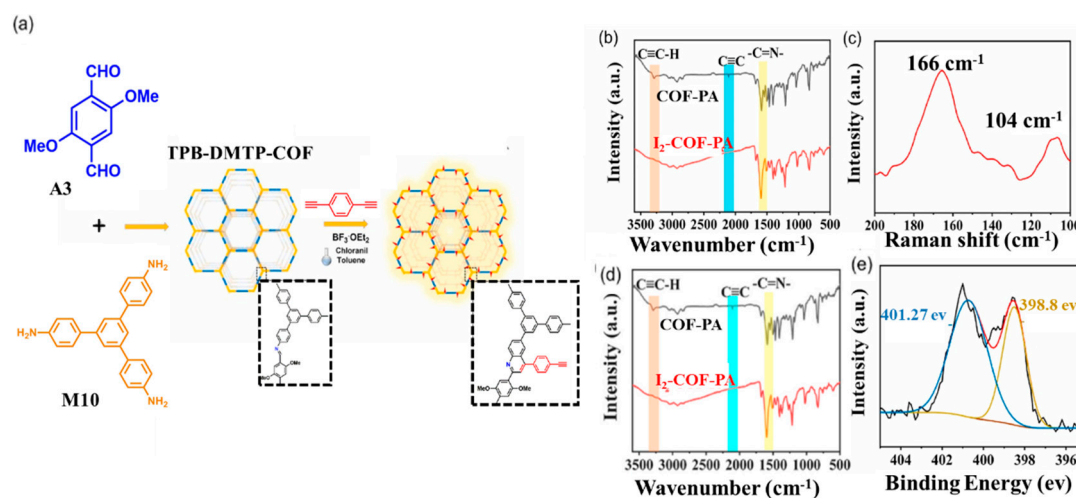 (a)
CHO
OMe
MeO
CHO
A3
+
NH₂
H₂N
NH₂
M10
TPB-DMTP-COF
BF₃·OEt₂
Chloranil
Toluene
N
OMe
N
MeO
OMe
(b)
C≡C-H
C≡C
-C=N-
COF-PA
I₂-COF-PA
Intensity (a.u.)
3500 3000 2500 2000 1500 1000 500
Wavenumber (cm⁻¹)
(c)
166 cm⁻¹
104 cm⁻¹
Intensity (a.u.)
200 180 160 140 120 100
Raman shift (cm⁻¹)
(d)
C≡C-H
C≡C
-C=N-
COF-PA
I₂-COF-PA
Intensity (a.u.)
3500 3000 2500 2000 1500 1000 500
Wavenumber (cm⁻¹)
(e)
401.27 ev
398.8 ev
Intensity (a.u.)
404 402 400 398 396
Binding Energy (ev)